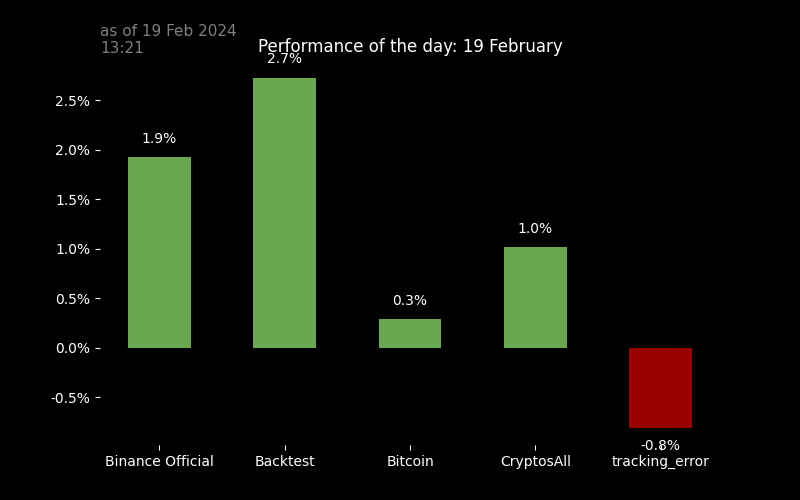 as of 19 Feb 2024
13:21
Performance of the day: 19 February
2.7%
2.5%
1.9%
2.0%
1.5%
1.0%
1.0%
0.3%
0.5%
0.0%
-0.5%
-0.8%
Binance Official
Backtest
Bitcoin
CryptosAll
tracking_error